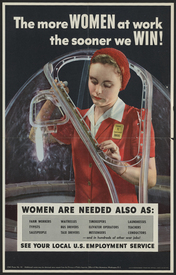 The more WOMEN at work
the sooner we WIN!
WOMEN ARE NEEDED ALSO AS:
FARM WORKERS WAITRESSES TIMEKEEPERS LAUNDRESSES
TYPISTS BUS DRIVERS ELEVATOR OPERATORS TEACHERS
SALESPEOPLE TAXI DRIVERS MESSENGERS CONDUCTORS
– and in hundreds of other war jobs!
SEE YOUR LOCAL U.S. EMPLOYMENT SERVICE